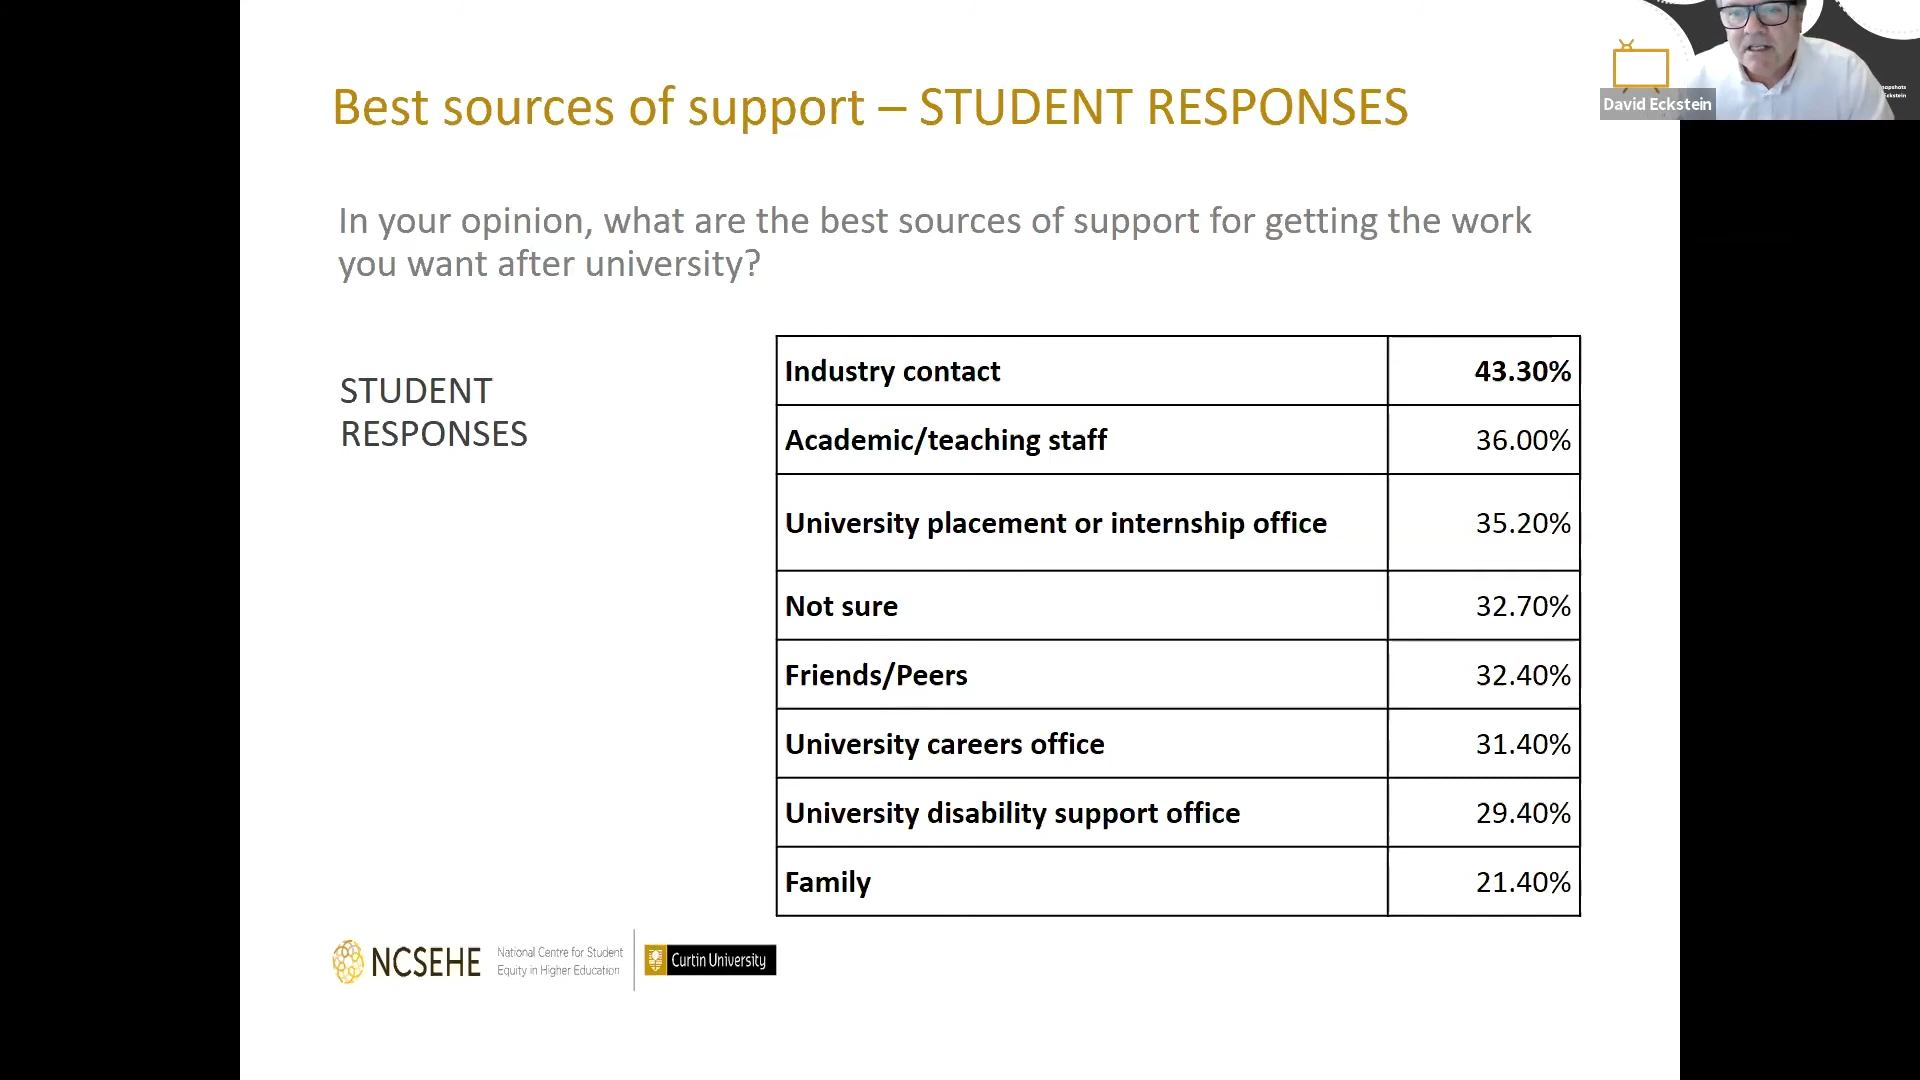 Best sources of support – STUDENT RESPONSES
David Eckstein
In your opinion, what are the best sources of support for getting the work
you want after university?
STUDENT
RESPONSES
Industry contact 43.30%
Academic/teaching staff 36.00%
University placement or internship office 35.20%
Not sure 32.70%
Friends/Peers 32.40%
University careers office 31.40%
University disability support office 29.40%
Family 21.40%
NCSEHE
National Centre for Student
Equity in Higher Education
Curtin University